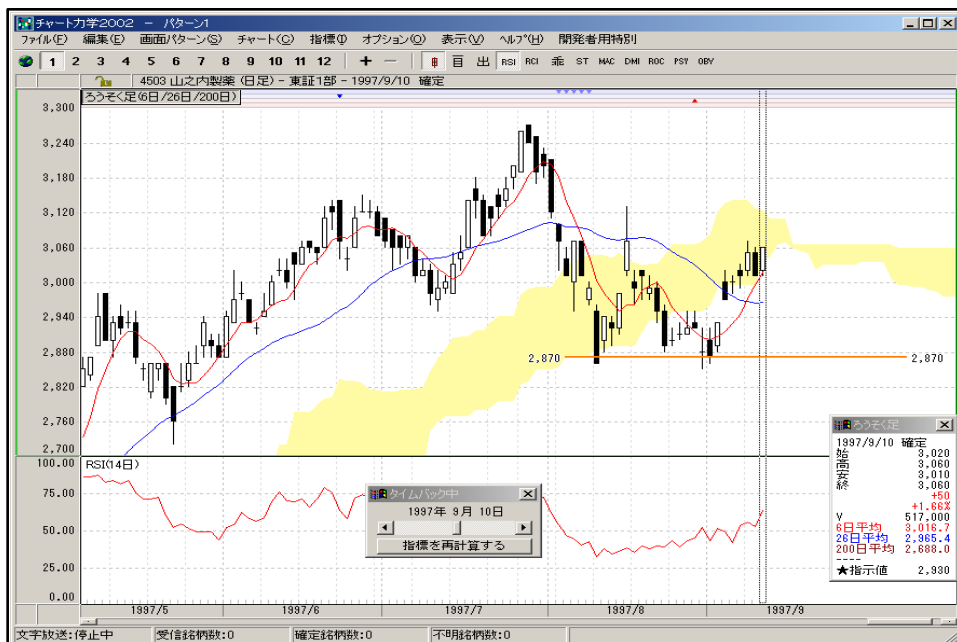 チャート力学2002 － パターン1
ファイル(F) 編集(E) 画面パターン(S) チャート(C) 指標(I) オプション(O) 表示(V) ヘルプ(H) 開発者用特別
1 2 3 4 5 6 7 8 9 10 11 12 ＋ － 目 出 RSI RCI 乖 ST MAC DMI ROC PSY OBV
4503 山之内製薬 (日足) － 東証1部 － 1997/9/10 確定
ろうそく足(6日/26日/200日)
3,300
3,240
3,180
3,120
3,060
3,000
2,940
2,880
2,820
2,760
2,700
2,870
2,870
100.00
75.00
50.00
25.00
0.00
RSI(14日)
タイムバック中
1997年 9月 10日
指標を再計算する
ろうそく足
1997/9/10 確定
始 3,020
高 3,060
安 3,010
終 3,060
+50
+1.66%
V 517,000
6日平均 3,016.7
26日平均 2,965.4
200日平均 2,688.0
----
★指示値 2,930
1997/5 1997/6 1997/7 1997/8 1997/9
文字放送:停止中 受信銘柄数:0 確定銘柄数:0 不明銘柄数:0